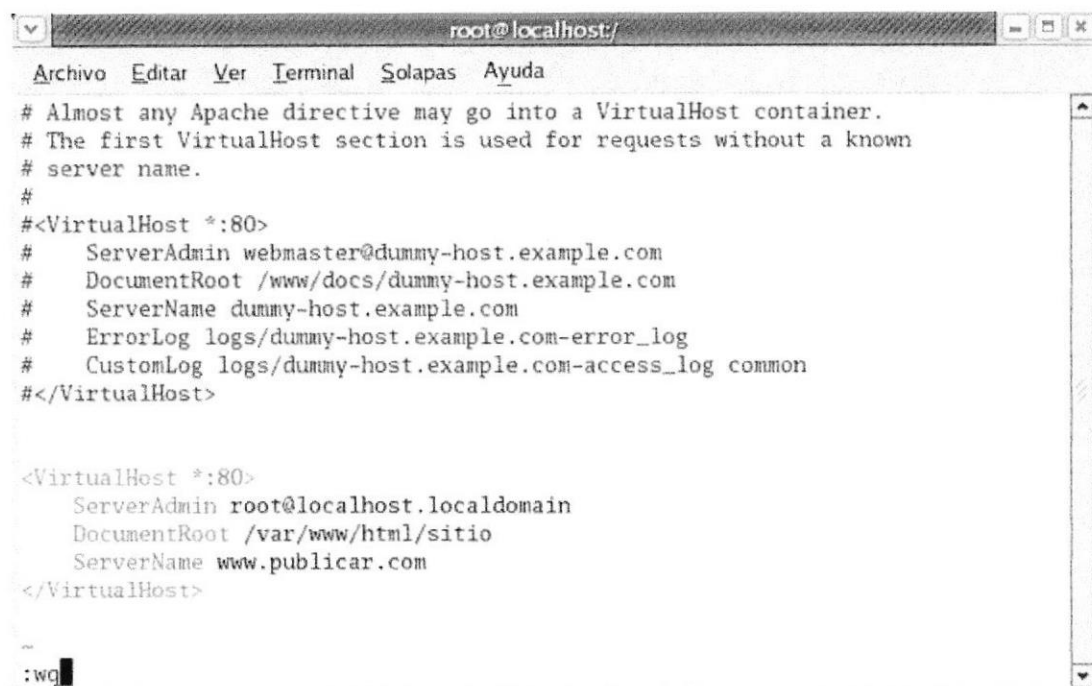 root@localhost:/
Archivo Editar Ver Terminal Solapas Ayuda
# Almost any Apache directive may go into a VirtualHost container.
# The first VirtualHost section is used for requests without a known
# server name.
#
#<VirtualHost *:80>
#    ServerAdmin webmaster@dummy-host.example.com
#    DocumentRoot /www/docs/dummy-host.example.com
#    ServerName dummy-host.example.com
#    ErrorLog logs/dummy-host.example.com-error_log
#    CustomLog logs/dummy-host.example.com-access_log common
#</VirtualHost>
<VirtualHost *:80>
    ServerAdmin root@localhost.localdomain
    DocumentRoot /var/www/html/sitio
    ServerName www.publicar.com
</VirtualHost>
~
:wq